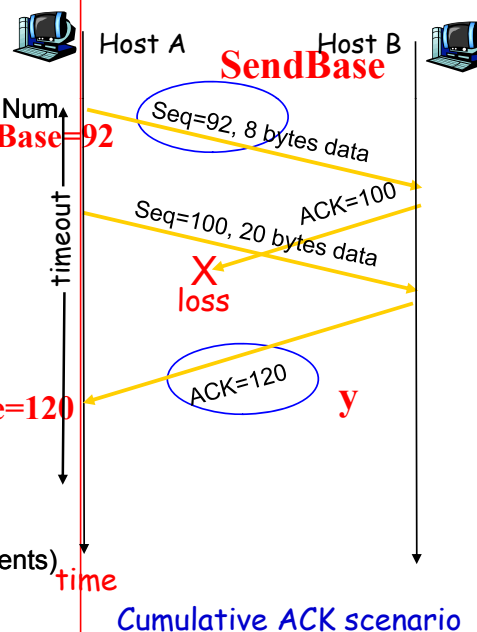 Host A
Host B
SendBase
Num
Base=92
Seq=92, 8 bytes data
timeout
ACK=100
Seq=100, 20 bytes data
X
loss
ACK=120
y
e=120
ents)
time
Cumulative ACK scenario